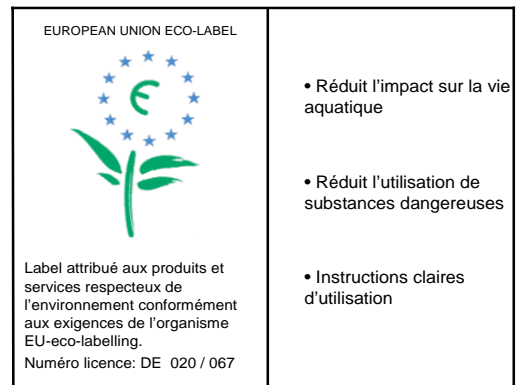 EUROPEAN UNION ECO-LABEL
Є
Label attribué aux produits et
services respecteux de
l'environnement conformément
aux exigences de l'organisme
EU-eco-labelling.
Numéro licence: DE 020 / 067
• Réduit l'impact sur la vie
aquatique
• Réduit l'utilisation de
substances dangereuses
• Instructions claires
d'utilisation